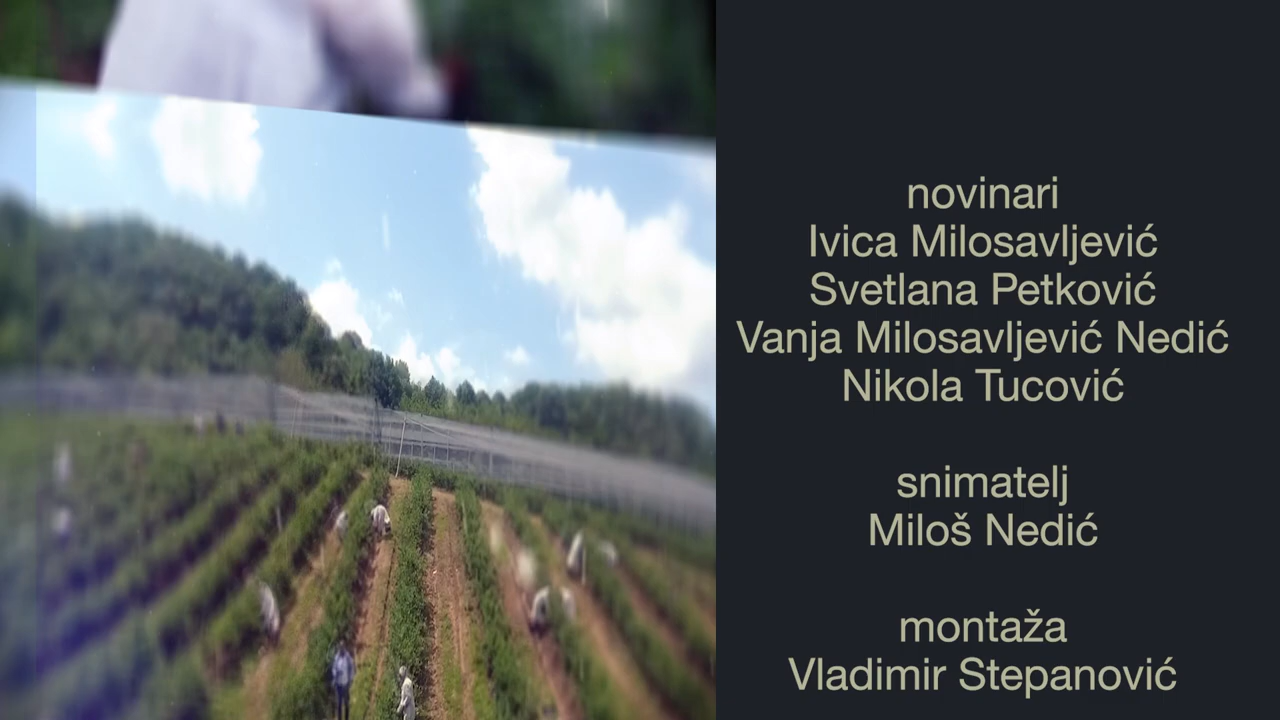 novinari
Ivica Milosavljević
Svetlana Petković
Vanja Milosavljević Nedić
Nikola Tucović
snimatelj
Miloš Nedić
montaža
Vladimir Stepanović